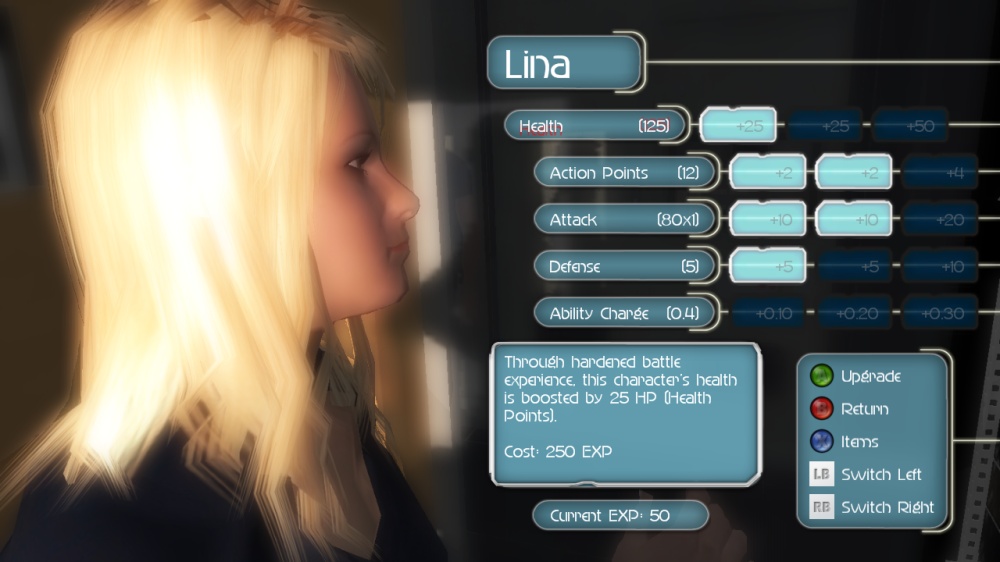 Lina
Health (125) +25 +25 +50
Action Points (12) +2 +2 +4
Attack (80x1) +10 +10 +20
Defense (5) +5 +5 +10
Ability Charge (0.4) +0.10 +0.20 +0.30
Through hardened battle
experience, this character's health
is boosted by 25 HP (Health
Points).
Cost: 250 EXP
Current EXP: 50
Upgrade
Return
Items
LB Switch Left
RB Switch Right